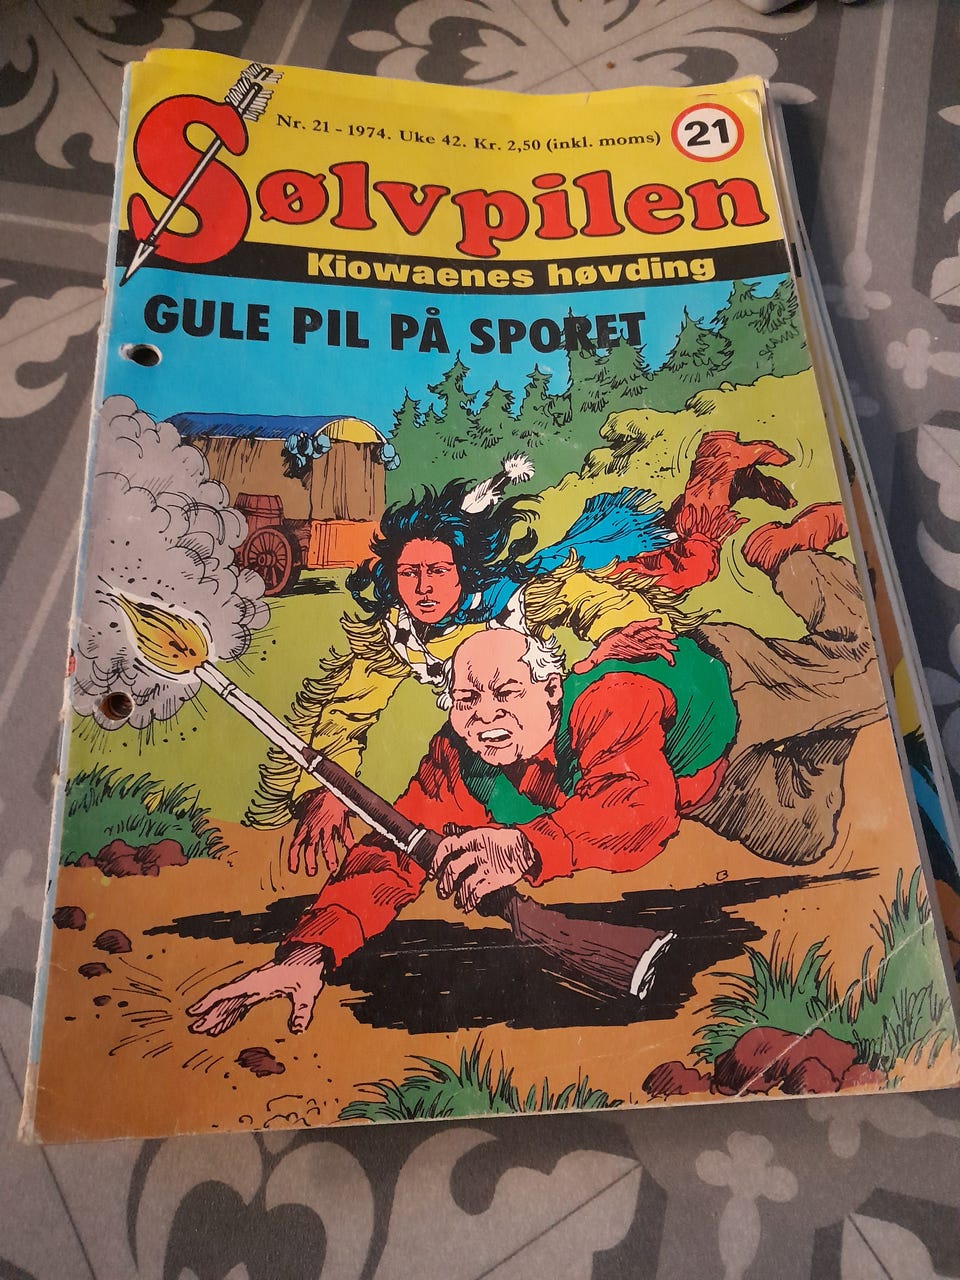 Nr. 21 - 1974. Uke 42. Kr. 2,50 (inkl. moms)
21
Sølvpilen
Kiowaenes høvding
GULE PIL PÅ SPORET